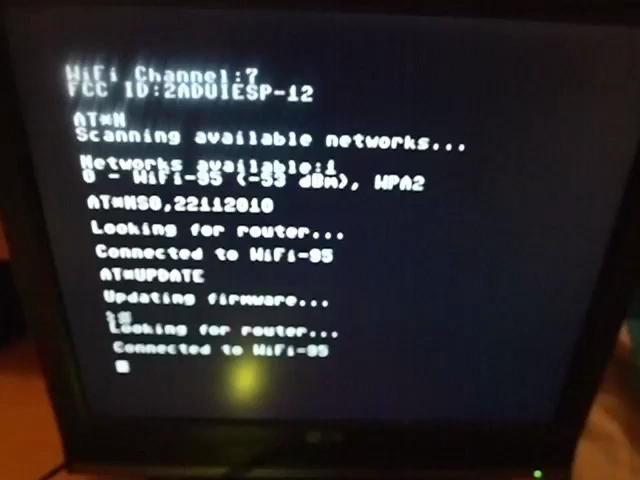 WiFi Channel:7
FCC ID:2ADUIESP-12
AT*N
Scanning available networks...
Networks available:1
0 - WiFi-95 (-53 dBm), WPA2
AT*NS0,22112010
Looking for router...
Connected to WiFi-95
AT*UPDATE
Updating firmware...
Looking for router...
Connected to WiFi-95